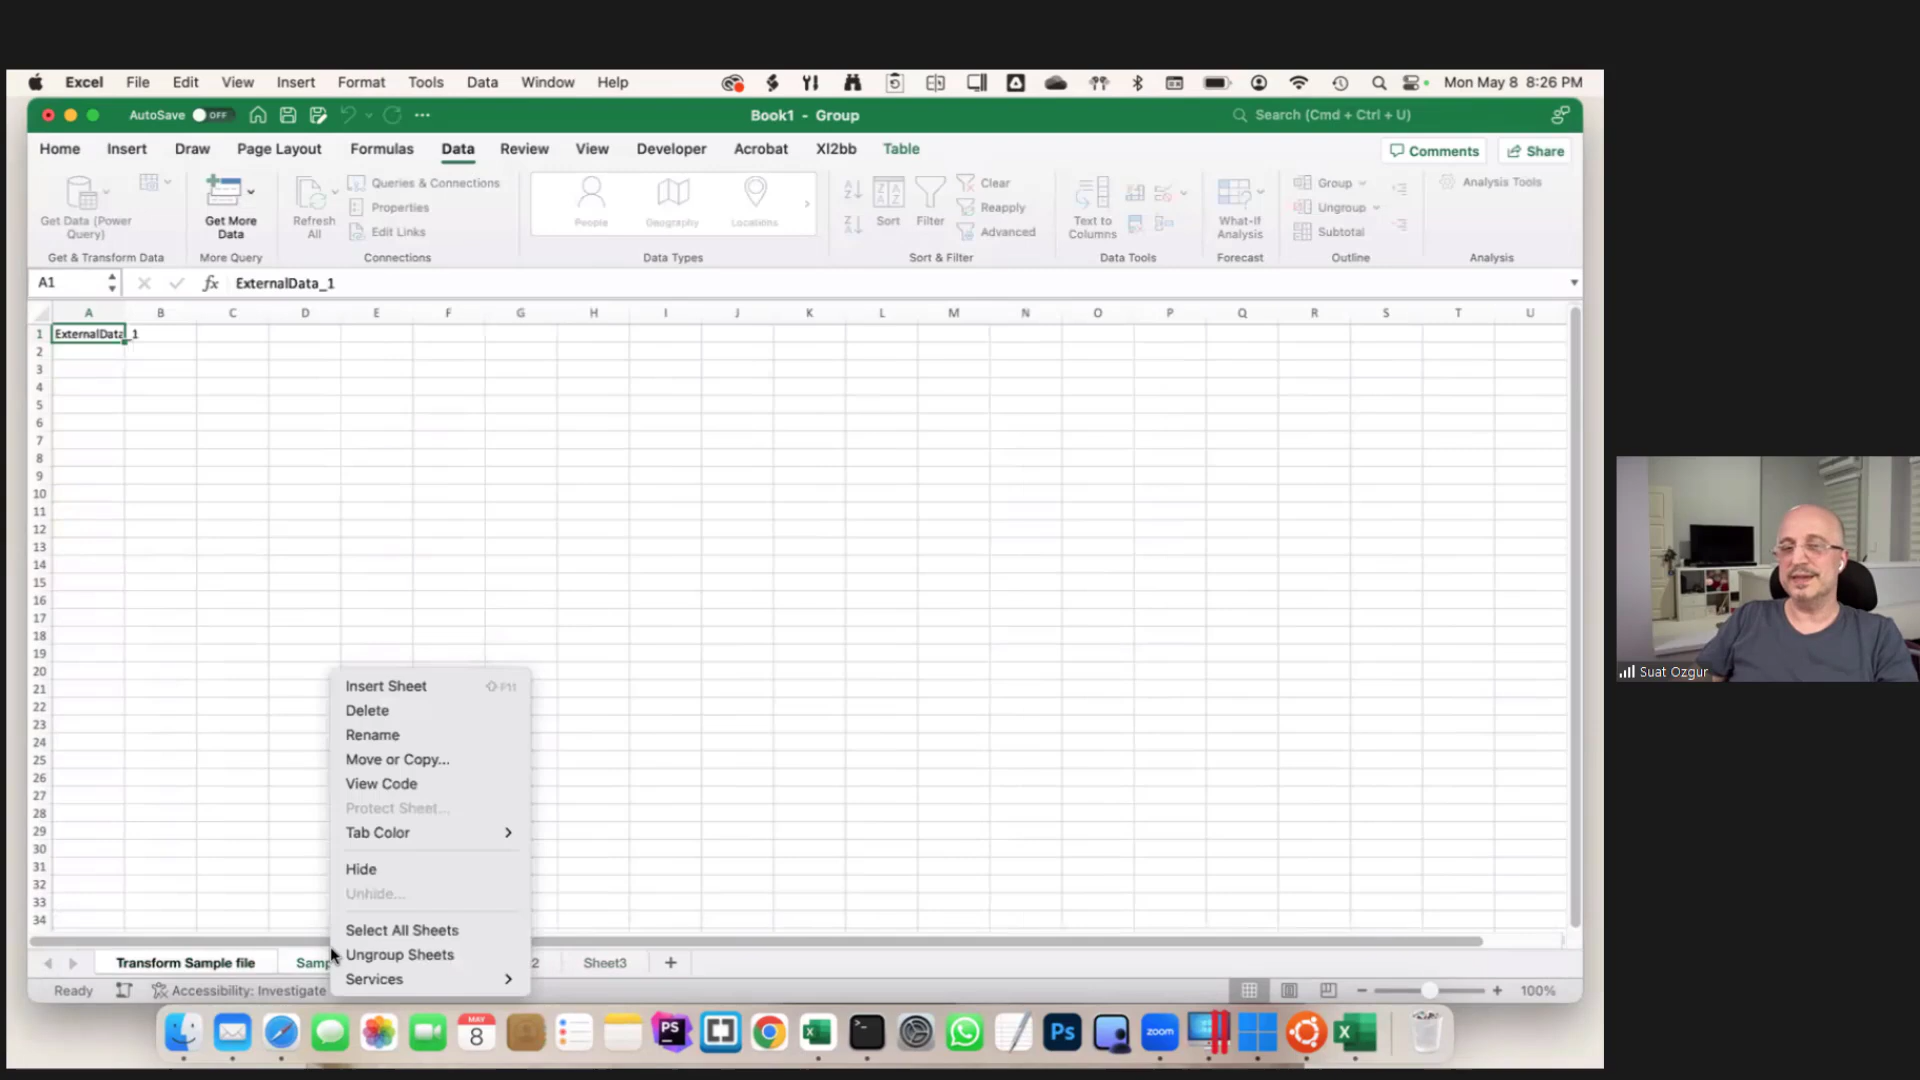 Excel File Edit View Insert Format Tools Data Window Help Mon May 8 8:26 PM
AutoSave OFF Book1 - Group Search (Cmd + Ctrl + U)
Home Insert Draw Page Layout Formulas Data Review View Developer Acrobat Xl2bb Table Comments Share
Get Data (Power Query)
Get More Data
Refresh All
Queries & Connections
Properties
Edit Links
People Geography Locations
Sort Filter
Clear
Reapply
Advanced
Text to Columns
What-If Analysis
Group
Ungroup
Subtotal
Analysis Tools
Get & Transform Data More Query Connections Data Types Sort & Filter Data Tools Forecast Outline Analysis
A1 fx ExternalData_1
A B C D E F G H I J K L M N O P Q R S T U
1 ExternalData_1
2
3
4
5
6
7
8
9
10
11
12
13
14
15
16
17
18
19
20
21
22
23
24
25
26
27
28
29
30
31
32
33
34
Insert Sheet F11
Delete
Rename
Move or Copy...
View Code
Protect Sheet...
Tab Color
Hide
Unhide...
Select All Sheets
Ungroup Sheets
Services
Transform Sample file Samp 2 Sheet3 +
Ready Accessibility: Investigate 100%
MAY
8
PS
Ps
zoom
Suat Ozgur